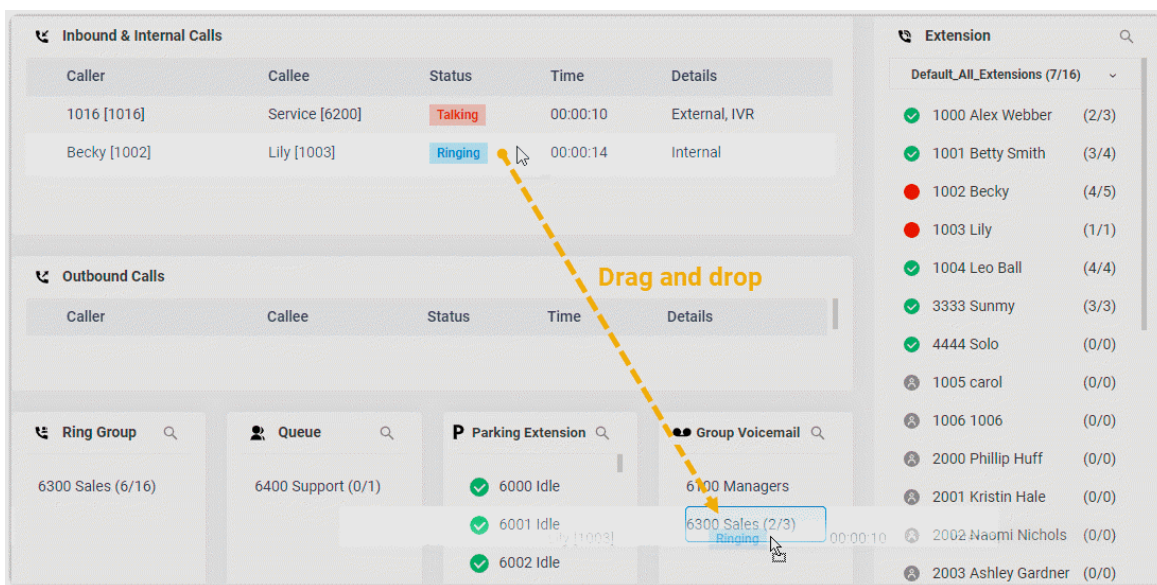 Inbound & Internal Calls
Caller Callee Status Time Details
1016 [1016] Service [6200] Talking 00:00:10 External, IVR
Becky [1002] Lily [1003] Ringing 00:00:14 Internal
Outbound Calls
Caller Callee Status Time Details
Drag and drop
Ring Group
6300 Sales (6/16)
Queue
6400 Support (0/1)
Parking Extension
6000 Idle
6001 Idle
6002 Idle
Group Voicemail
6100 Managers
6300 Sales (2/3)
Lily [1003] Ringing 00:00:10
Extension
Default_All_Extensions (7/16)
1000 Alex Webber (2/3)
1001 Betty Smith (3/4)
1002 Becky (4/5)
1003 Lily (1/1)
1004 Leo Ball (4/4)
3333 Sunmy (3/3)
4444 Solo (0/0)
1005 carol (0/0)
1006 1006 (0/0)
2000 Phillip Huff (0/0)
2001 Kristin Hale (0/0)
2002 Naomi Nichols (0/0)
2003 Ashley Gardner (0/0)